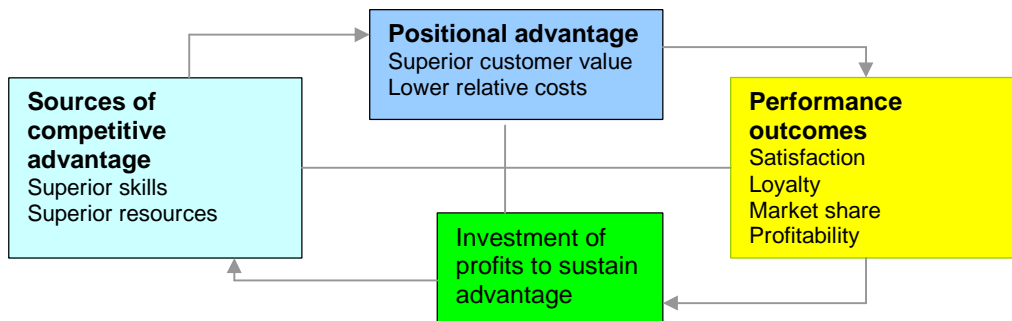 Positional advantage
Superior customer value
Lower relative costs
Sources of
competitive
advantage
Superior skills
Superior resources
Performance
outcomes
Satisfaction
Loyalty
Market share
Profitability
Investment of
profits to sustain
advantage